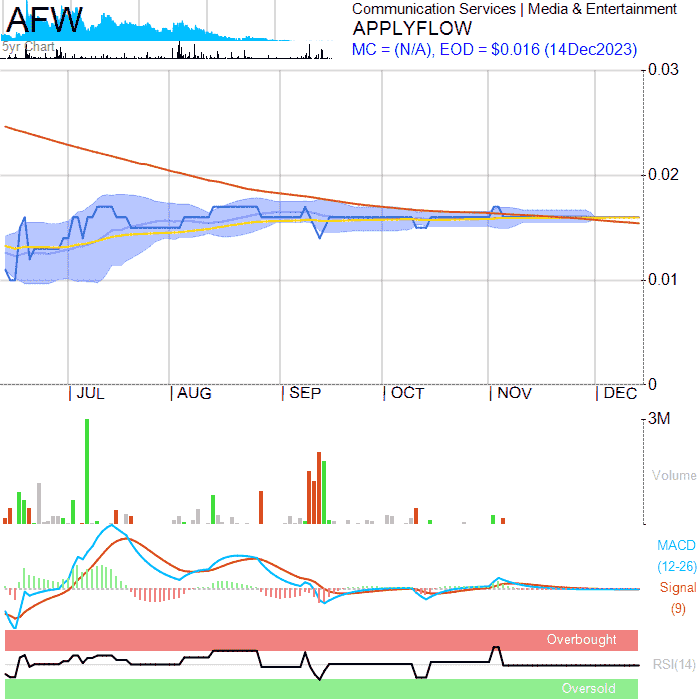 AFW
5yr Chart
Communication Services | Media & Entertainment
APPLYFLOW
MC = (N/A), EOD = $0.016 (14Dec2023)
0.03
0.02
0.01
0
JUL AUG SEP OCT NOV DEC
3M
Volume
MACD
(12-26)
Signal
(9)
Overbought
RSI(14)
Oversold